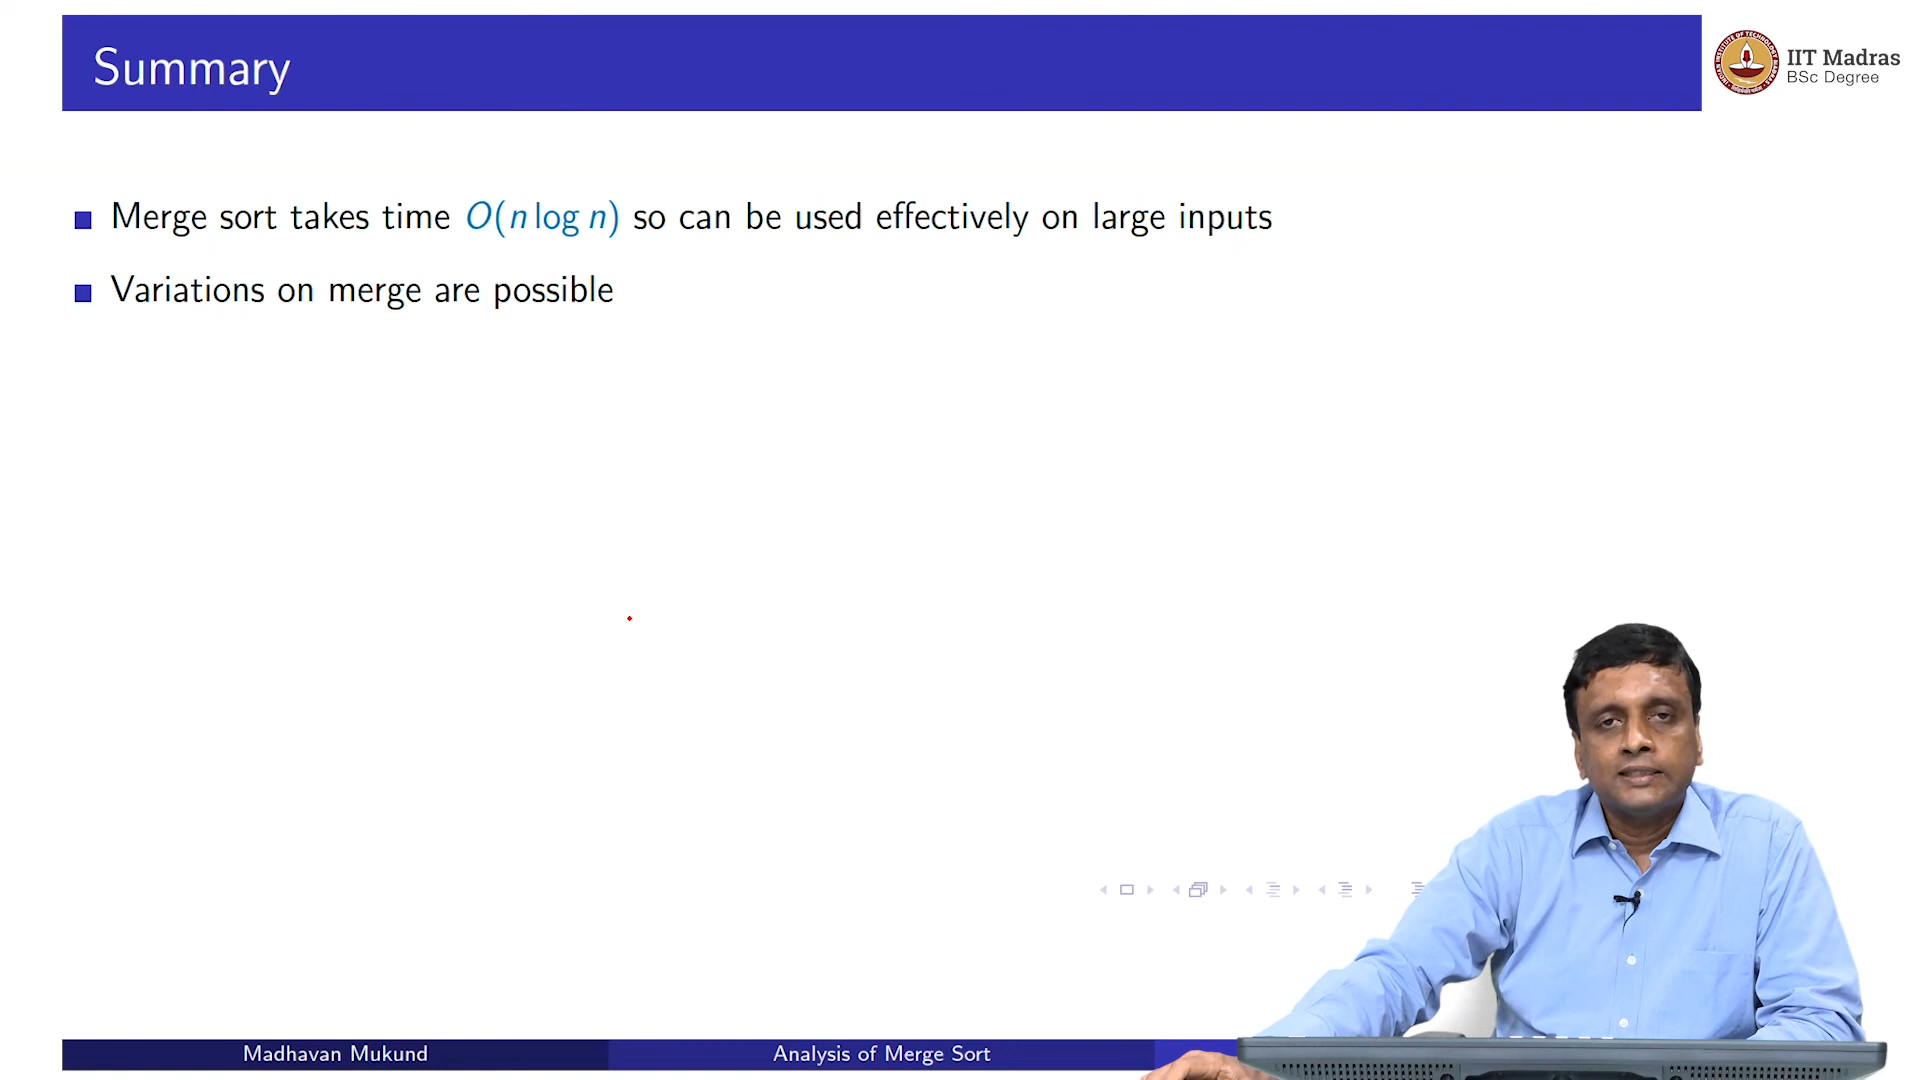 Summary
IIT Madras
BSc Degree
Merge sort takes time O(n log n) so can be used effectively on large inputs
Variations on merge are possible
Madhavan Mukund
Analysis of Merge Sort